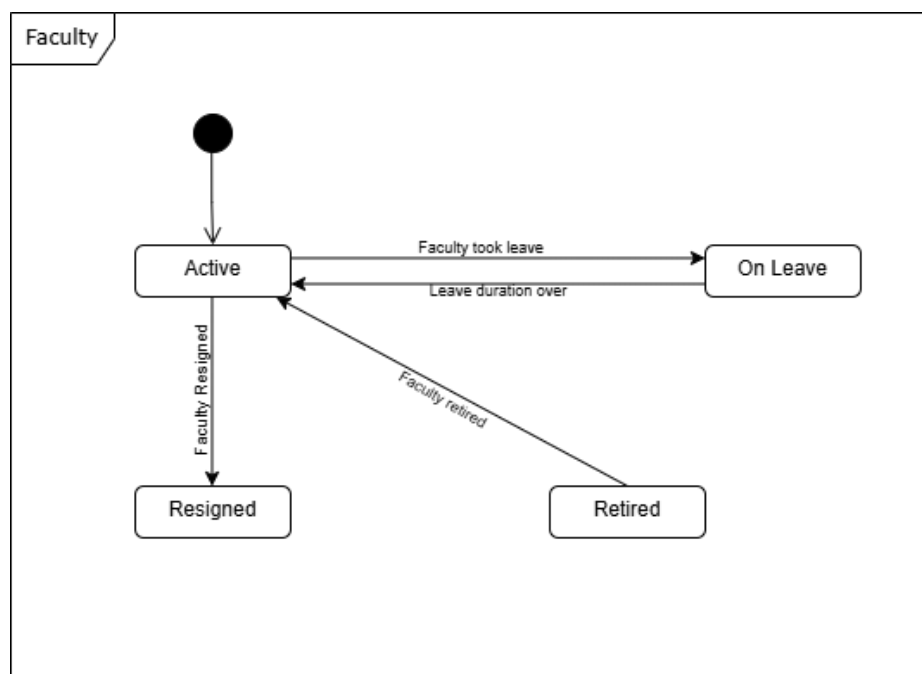 Faculty
Faculty took leave
Active
On Leave
Leave duration over
Faculty Resigned
Faculty retired
Resigned
Retired